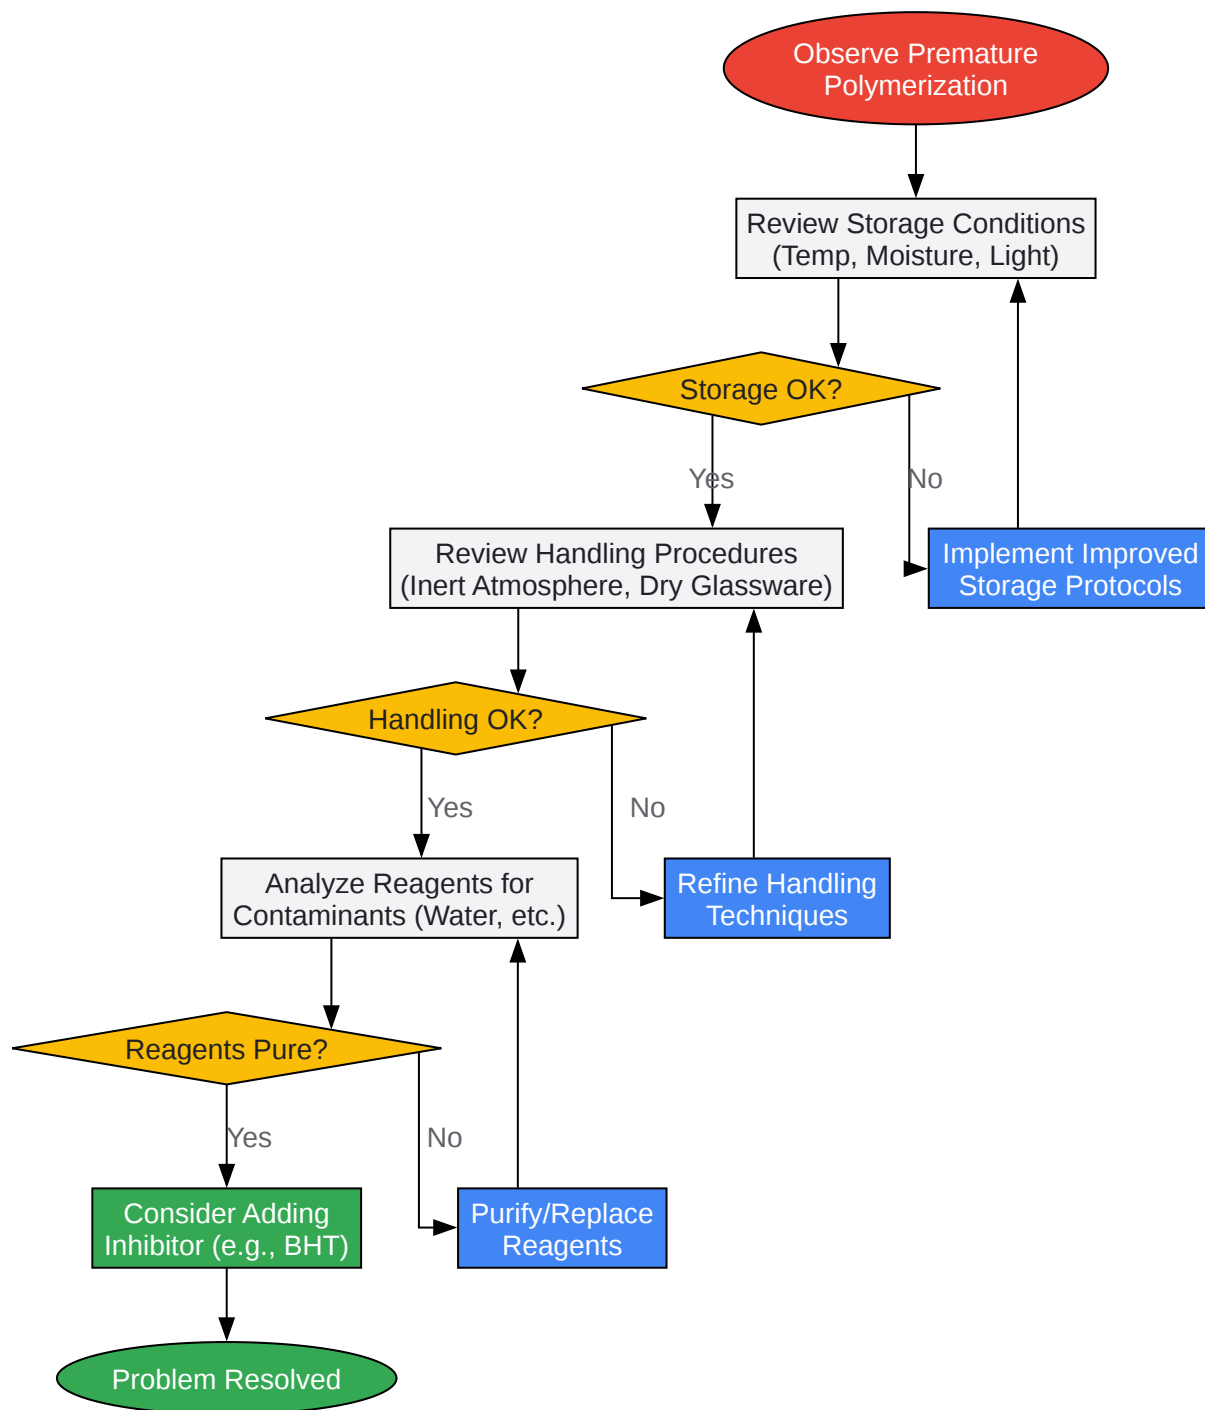 Observe Premature
Polymerization
Review Storage Conditions
(Temp, Moisture, Light)
Storage OK?
Yes
No
Review Handling Procedures
(Inert Atmosphere, Dry Glassware)
Implement Improved
Storage Protocols
Handling OK?
Yes
No
Analyze Reagents for
Contaminants (Water, etc.)
Refine Handling
Techniques
Reagents Pure?
Yes
No
Consider Adding
Inhibitor (e.g., BHT)
Purify/Replace
Reagents
Problem Resolved